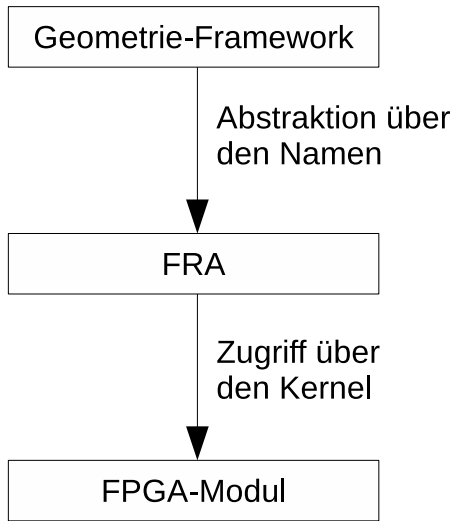 Geometrie-Framework
Abstraktion über
den Namen
FRA
Zugriff über
den Kernel
FPGA-Modul